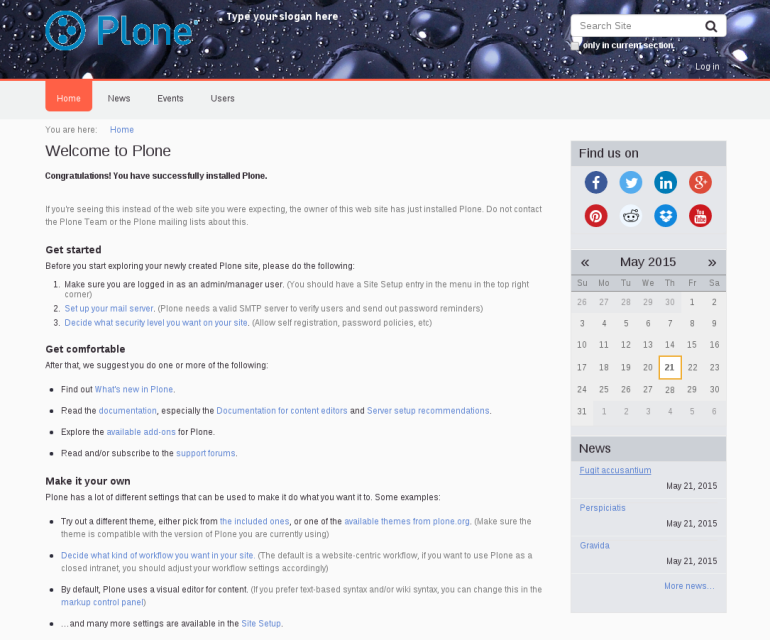 Plone®
Type your slogan here
Search Site
only in current section
Log in
Home
News
Events
Users
You are here: Home
Welcome to Plone
Congratulations! You have successfully installed Plone.
If you're seeing this instead of the web site you were expecting, the owner of this web site has just installed Plone. Do not contact
the Plone Team or the Plone mailing lists about this.
Get started
Before you start exploring your newly created Plone site, please do the following:
1. Make sure you are logged in as an admin/manager user. (You should have a Site Setup entry in the menu in the top right
corner)
2. Set up your mail server. (Plone needs a valid SMTP server to verify users and send out password reminders)
3. Decide what security level you want on your site. (Allow self registration, password policies, etc)
Get comfortable
After that, we suggest you do one or more of the following:
Find out What's new in Plone.
Read the documentation, especially the Documentation for content editors and Server setup recommendations.
Explore the available add-ons for Plone.
Read and/or subscribe to the support forums.
Make it your own
Plone has a lot of different settings that can be used to make it do what you want it to. Some examples:
Try out a different theme, either pick from the included ones, or one of the available themes from plone.org. (Make sure the
theme is compatible with the version of Plone you are currently using)
Decide what kind of workflow you want in your site. (The default is a website-centric workflow, if you want to use Plone as a
closed intranet, you should adjust your workflow settings accordingly)
By default, Plone uses a visual editor for content. (If you prefer text-based syntax and/or wiki syntax, you can change this in the
markup control panel)
…and many more settings are available in the Site Setup.
Find us on
f
in
g+
You
Tube
« May 2015 »
Su Mo Tu We Th Fr Sa
26 27 28 29 30 1 2
3 4 5 6 7 8 9
10 11 12 13 14 15 16
17 18 19 20 21 22 23
24 25 26 27 28 29 30
31 1 2 3 4 5 6
News
Fugit accusantium
May 21, 2015
Perspiciatis
May 21, 2015
Gravida
May 21, 2015
More news…